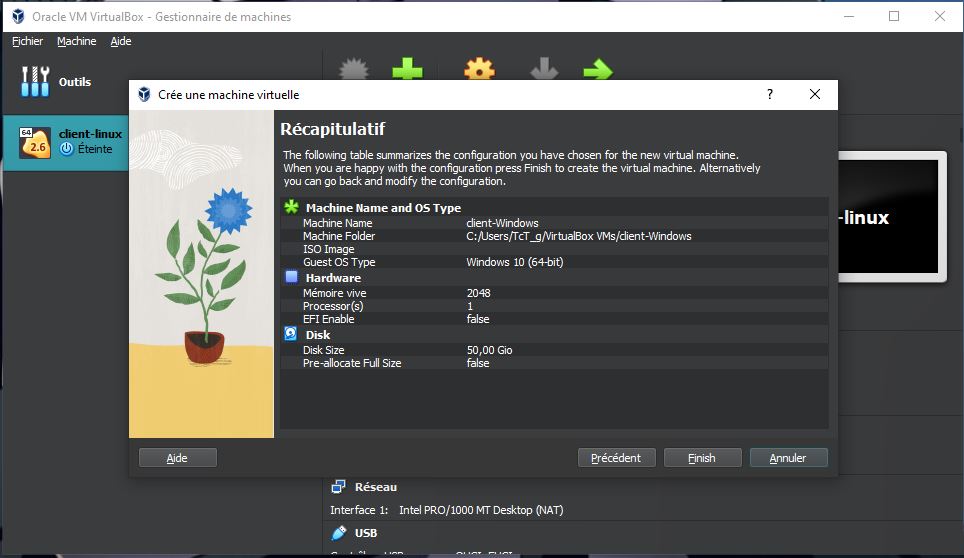 Oracle VM VirtualBox - Gestionnaire de machines
Fichier Machine Aide
Outils
64
2.6
client-linux
Éteinte
Crée une machine virtuelle
?
Récapitulatif
The following table summarizes the configuration you have chosen for the new virtual machine.
When you are happy with the configuration press Finish to create the virtual machine. Alternatively
you can go back and modify the configuration.
Machine Name and OS Type
Machine Name client-Windows
Machine Folder C:/Users/TcT_g/VirtualBox VMs/client-Windows
ISO Image
Guest OS Type Windows 10 (64-bit)
Hardware
Mémoire vive 2048
Processor(s) 1
EFI Enable false
Disk
Disk Size 50,00 Gio
Pre-allocate Full Size false
-linux
Aide Précédent Finish Annuler
Réseau
Interface 1: Intel PRO/1000 MT Desktop (NAT)
USB